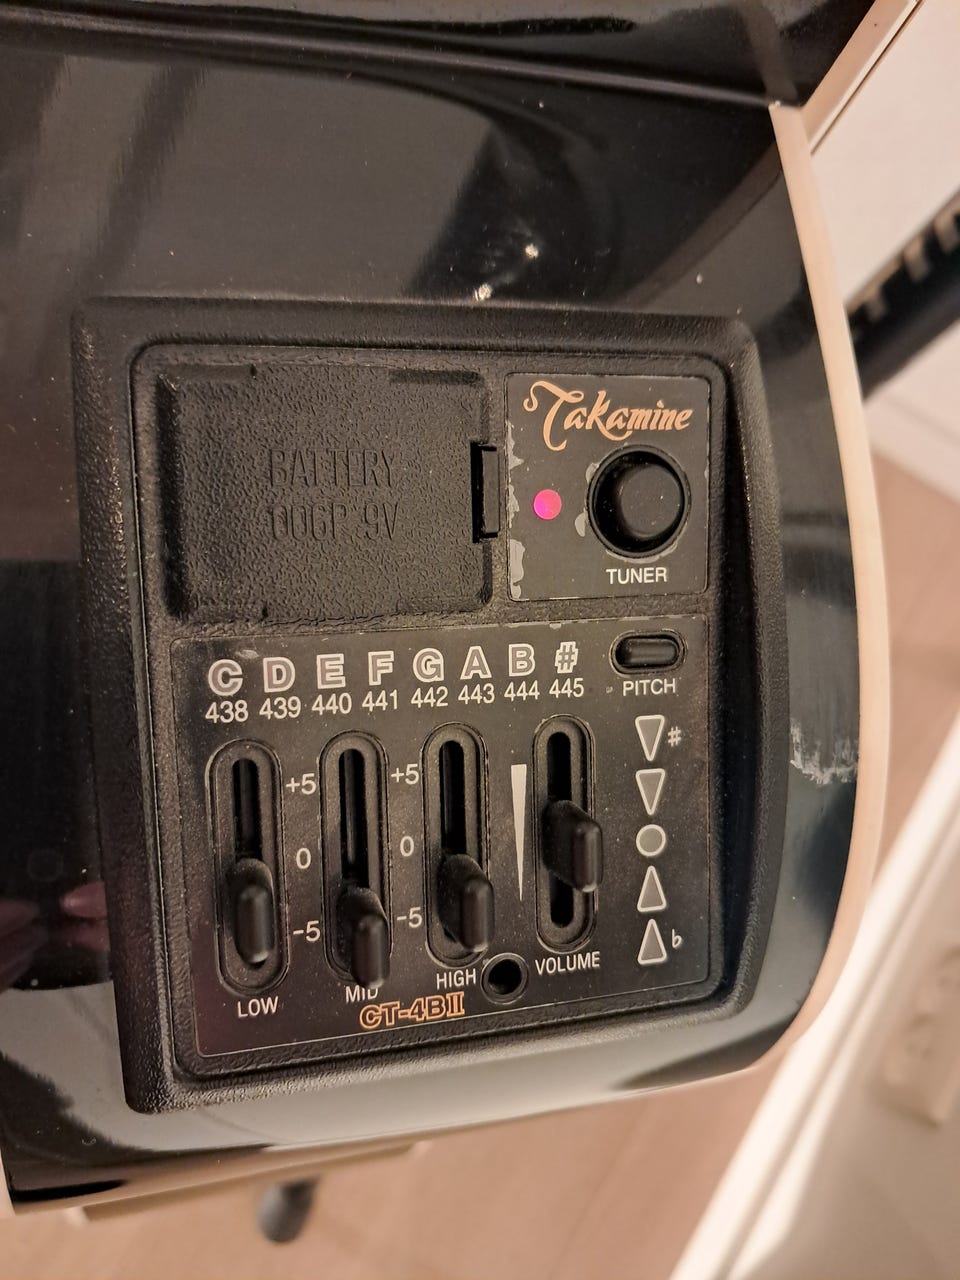 Takamine
BATTERY
006P 9V
TUNER
C D E F G A B #
438 439 440 441 442 443 444 445
PITCH
#
+5 +5
0 0
-5 -5
b
LOW MID HIGH VOLUME
CT-4BII